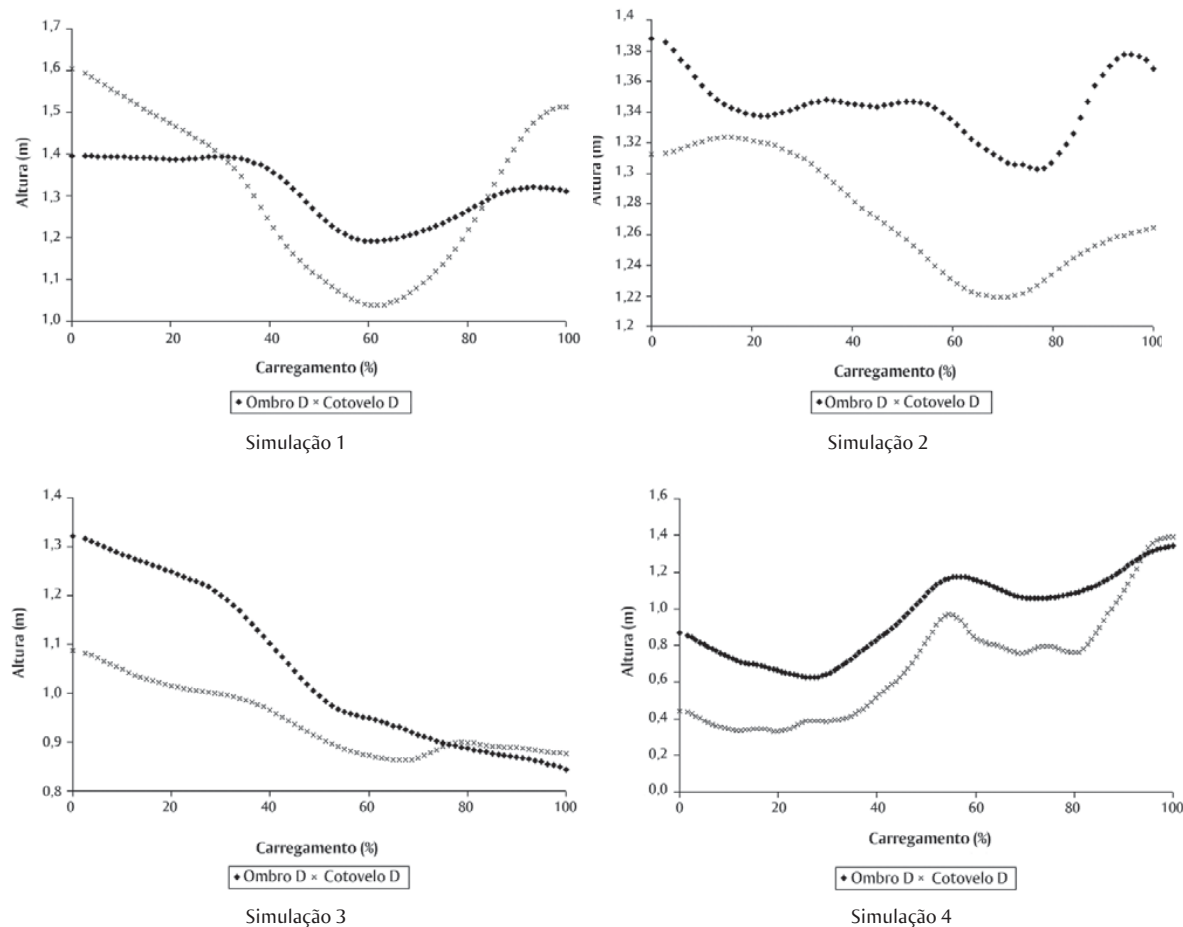 1,7
1,6
1,5
1,4
1,3
1,2
1,1
1,0
Altura (m)
0 20 40 60 80 100
Carregamento (%)
Ombro D × Cotovelo D
Simulação 1
1,4
1,38
1,36
1,34
1,32
1,3
1,28
1,26
1,24
1,22
1,2
Altura (m)
0 20 40 60 80 100
Carregamento (%)
Ombro D × Cotovelo D
Simulação 2
1,4
1,3
1,2
1,1
1,0
0,9
0,8
Altura (m)
0 20 40 60 80 100
Carregamento (%)
Ombro D × Cotovelo D
Simulação 3
1,6
1,4
1,2
1,0
0,8
0,6
0,4
0,2
0,0
Altura (m)
0 20 40 60 80 100
Carregamento (%)
Ombro D × Cotovelo D
Simulação 4